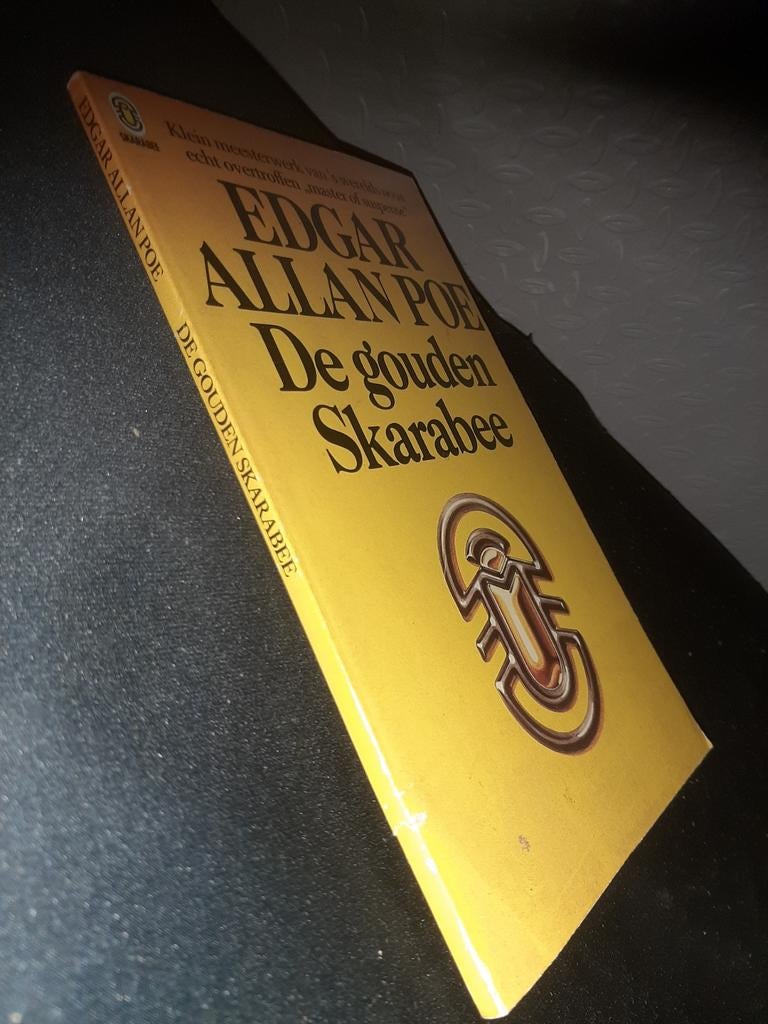 SKARABEE
Klein meesterwerk van 's werelds nooit
echt overtroffen „master of suspense"
EDGAR
ALLAN POE
De gouden
Skarabee
EDGAR ALLAN POE
DE GOUDEN SKARABEE